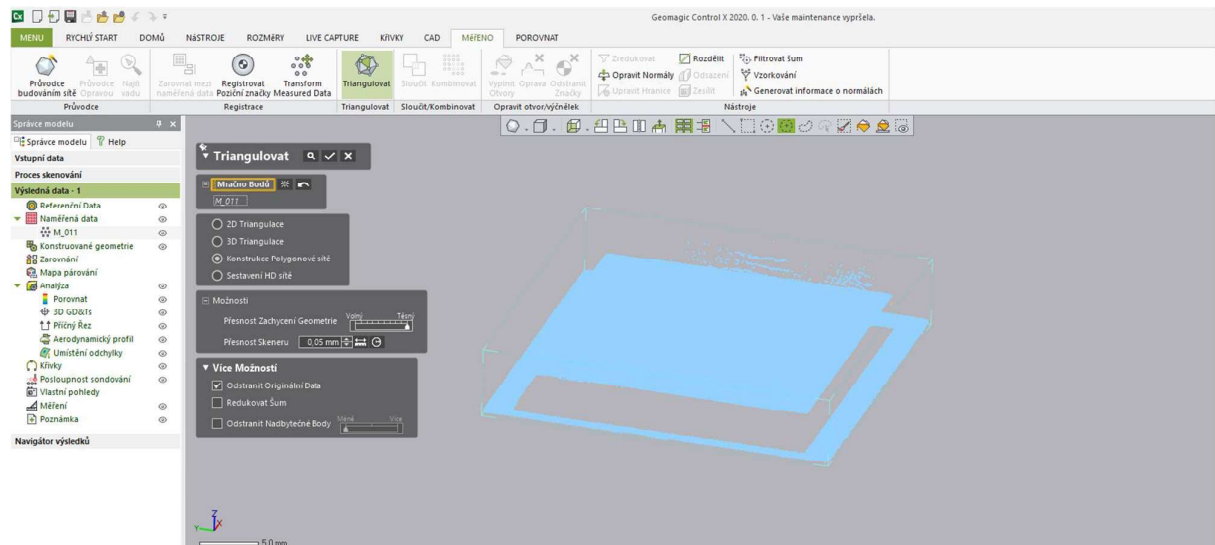 Geomagic Control X 2020. 0. 1 - Vaše maintenance vypršela.
MENU RYCHLÝ START DOMů NáSTROJE ROZMěRY LIVE CAPTURE KřIVKY CAD MěřENO POROVNAT
Průvodce budováním sítě
Průvodce Opravou
Najít vadu
Zarovnat mezi naměřená data
Registrovat Poziční značky
Transform Measured Data
Triangulovat
Sloučit
Kombinovat
Vyplnit Otvory
Oprava
Odstranit Značky
Zredukovat
Rozdělit
Filtrovat šum
Opravit Normály
Odsazení
Vzorkování
Upravit Hranice
Zesílit
Generovat informace o normálách
Průvodce Registrace Triangulovat Sloučit/Kombinovat Opravit otvor/výčnělek Nástroje
Správce modelu
Správce modelu Help
Vstupní data
Proces skenování
Výsledná data - 1
Referenční Data
Naměřená data
M_011
Konstruované geometrie
Zarovnání
Mapa párování
Analýza
Porovnat
3D GD&Ts
Příčný Řez
Aerodynamický profil
Umístění odchylky
Křivky
Posloupnost sondování
Vlastní pohledy
Měření
Poznámka
Navigátor výsledků
Triangulovat
Mračno Bodů
M_011
2D Triangulace
3D Triangulace
Konstrukce Polygonové sítě
Sestavení HD sítě
Možnosti
Přesnost Zachycení Geometrie Volný Těsný
Přesnost Skeneru 0,05 mm
Více Možností
Odstranit Originální Data
Redukovat Šum
Odstranit Nadbytečné Body Méně Více
Z
Y X
5.0 mm